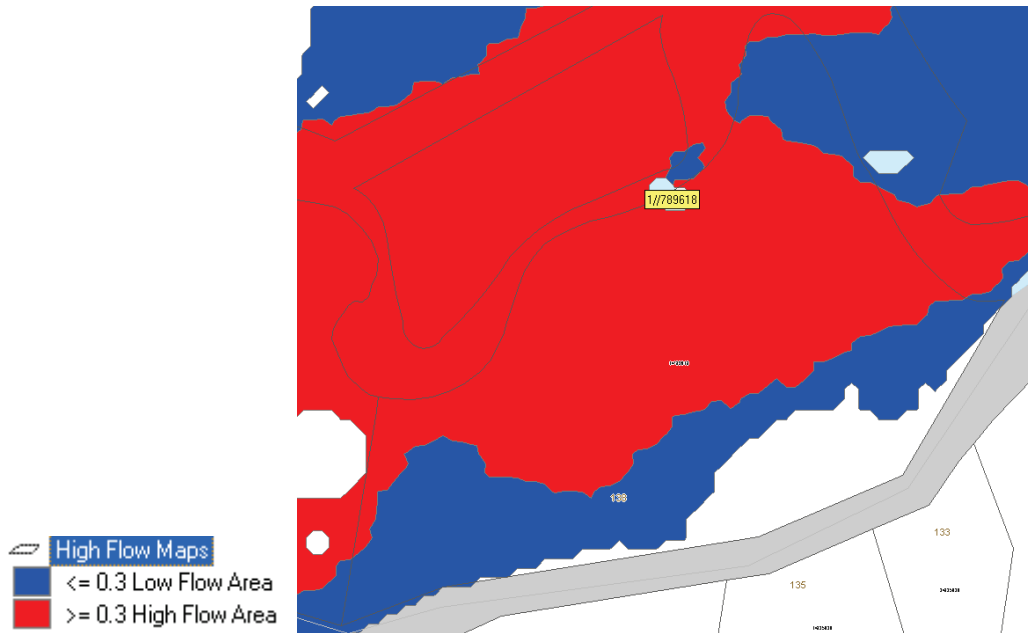 High Flow Maps
<= 0.3 Low Flow Area
>= 0.3 High Flow Area
1//789618
138
133
135